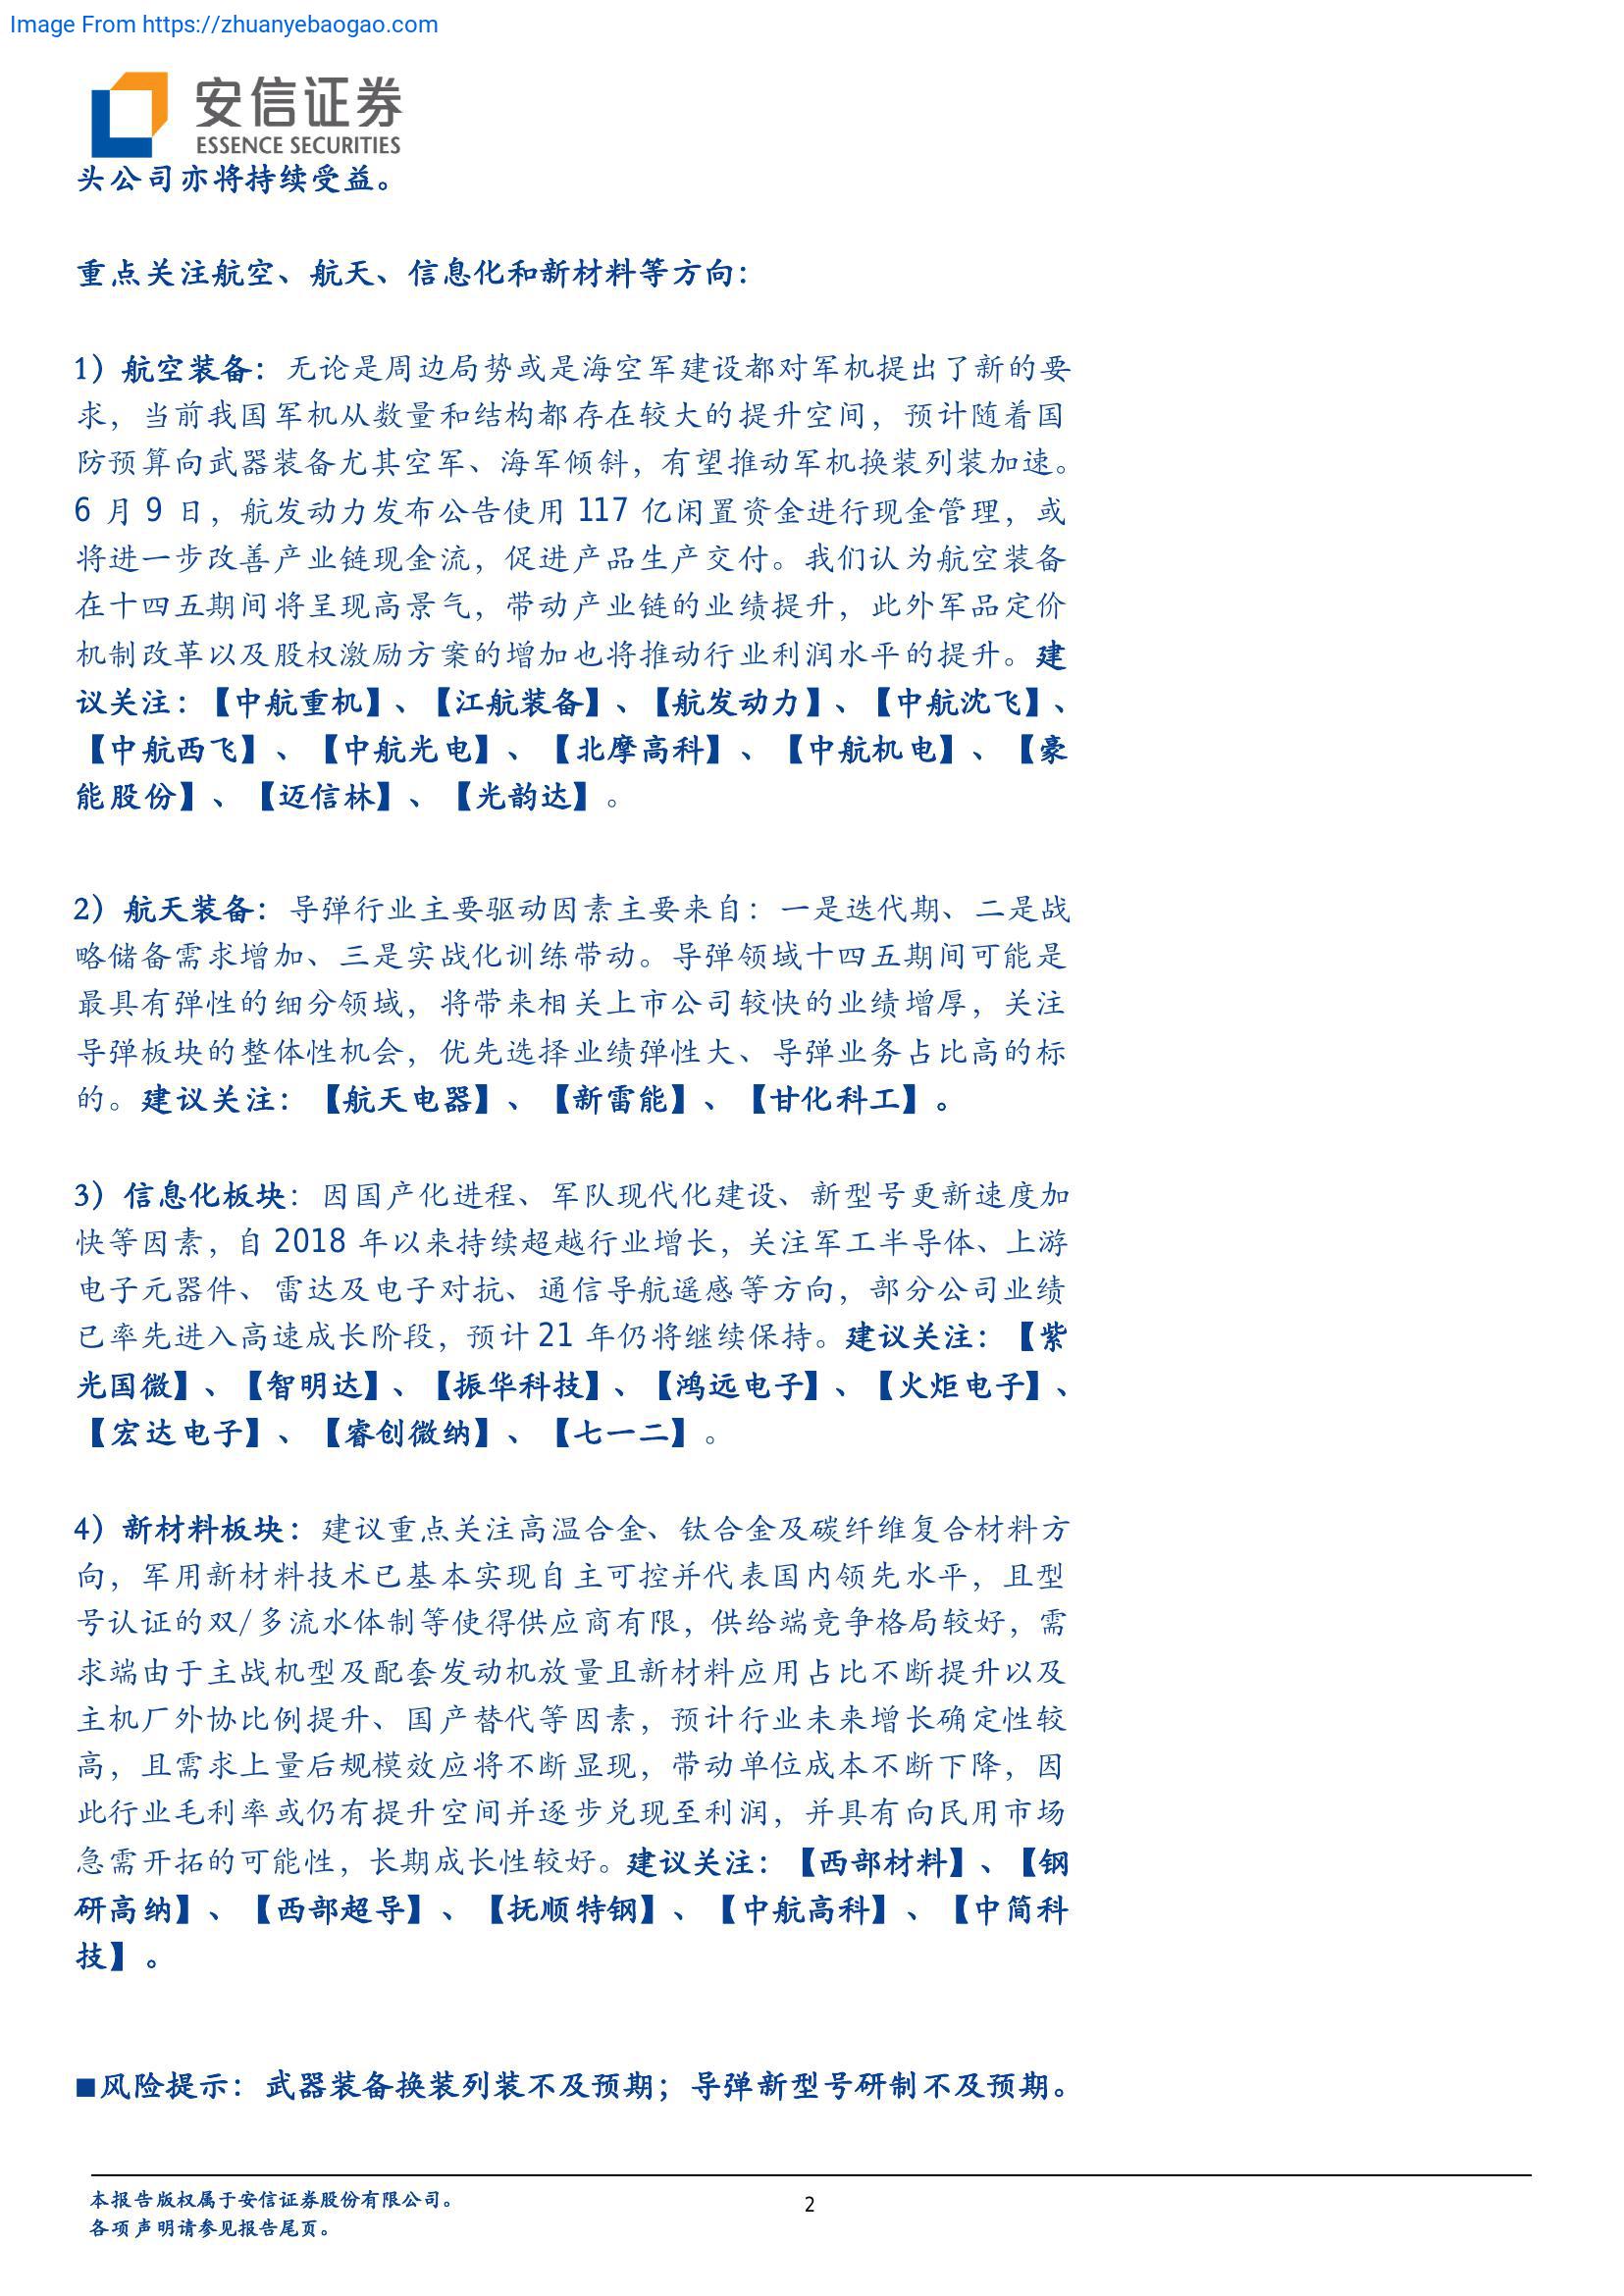 Image From https://zhuanyebaogao.com
安信证券
ESSENCE SECURITIES
头公司亦将持续受益。
重点关注航空、航天、信息化和新材料等方向：
1）航空装备：无论是周边局势或是海空军建设都对军机提出了新的要
求，当前我国军机从数量和结构都存在较大的提升空间，预计随着国
防预算向武器装备尤其空军、海军倾斜，有望推动军机换装列装加速。
6 月 9 日，航发动力发布公告使用 117 亿闲置资金进行现金管理，或
将进一步改善产业链现金流，促进产品生产交付。我们认为航空装备
在十四五期间将呈现高景气，带动产业链的业绩提升，此外军品定价
机制改革以及股权激励方案的增加也将推动行业利润水平的提升。建
议关注：【中航重机】、【江航装备】、【航发动力】、【中航沈飞】、
【中航西飞】、【中航光电】、【北摩高科】、【中航机电】、【豪
能股份】、【迈信林】、【光韵达】。
2）航天装备：导弹行业主要驱动因素主要来自：一是迭代期、二是战
略储备需求增加、三是实战化训练带动。导弹领域十四五期间可能是
最具有弹性的细分领域，将带来相关上市公司较快的业绩增厚，关注
导弹板块的整体性机会，优先选择业绩弹性大、导弹业务占比高的标
的。建议关注：【航天电器】、【新雷能】、【甘化科工】。
3）信息化板块：因国产化进程、军队现代化建设、新型号更新速度加
快等因素，自 2018 年以来持续超越行业增长，关注军工半导体、上游
电子元器件、雷达及电子对抗、通信导航遥感等方向，部分公司业绩
已率先进入高速成长阶段，预计 21 年仍将继续保持。建议关注：【紫
光国微】、【智明达】、【振华科技】、【鸿远电子】、【火炬电子】、
【宏达电子】、【睿创微纳】、【七一二】。
4）新材料板块：建议重点关注高温合金、钛合金及碳纤维复合材料方
向，军用新材料技术已基本实现自主可控并代表国内领先水平，且型
号认证的双/多流水体制等使得供应商有限，供给端竞争格局较好，需
求端由于主战机型及配套发动机放量且新材料应用占比不断提升以及
主机厂外协比例提升、国产替代等因素，预计行业未来增长确定性较
高，且需求上量后规模效应将不断显现，带动单位成本不断下降，因
此行业毛利率或仍有提升空间并逐步兑现至利润，并具有向民用市场
急需开拓的可能性，长期成长性较好。建议关注：【西部材料】、【钢
研高纳】、【西部超导】、【抚顺特钢】、【中航高科】、【中简科
技】。
■风险提示：武器装备换装列装不及预期；导弹新型号研制不及预期。
本报告版权属于安信证券股份有限公司。
2
各项声明请参见报告尾页。